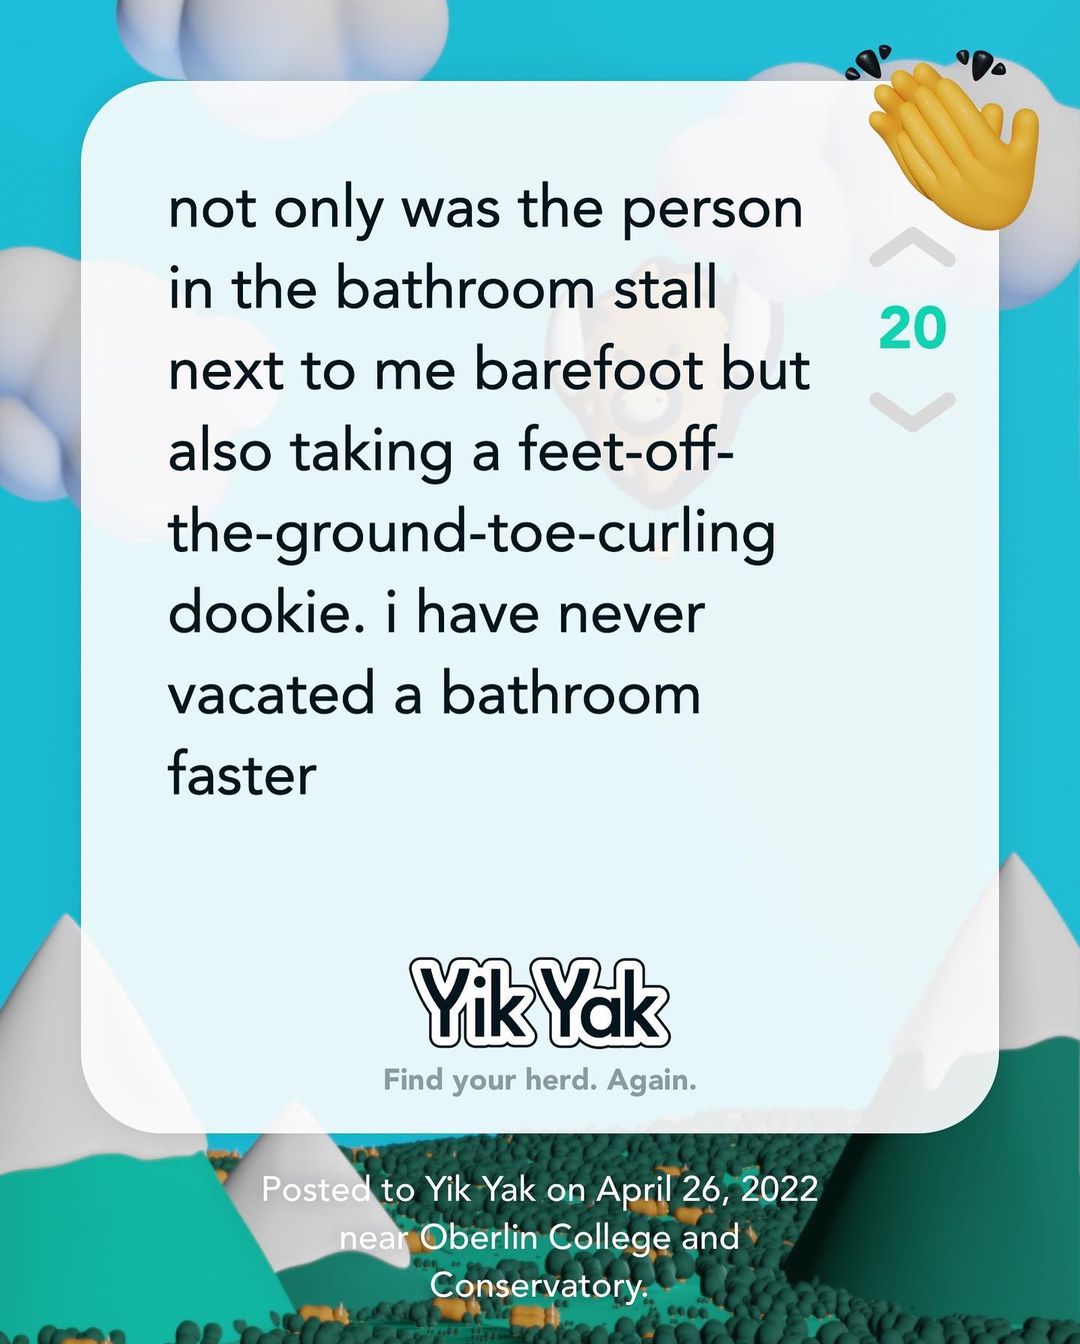 not only was the person
in the bathroom stall
next to me barefoot but
also taking a feet-off-
the-ground-toe-curling
dookie. i have never
vacated a bathroom
faster
20
Yik Yak
Find your herd. Again.
Posted to Yik Yak on April 26, 2022
near Oberlin College and
Conservatory.